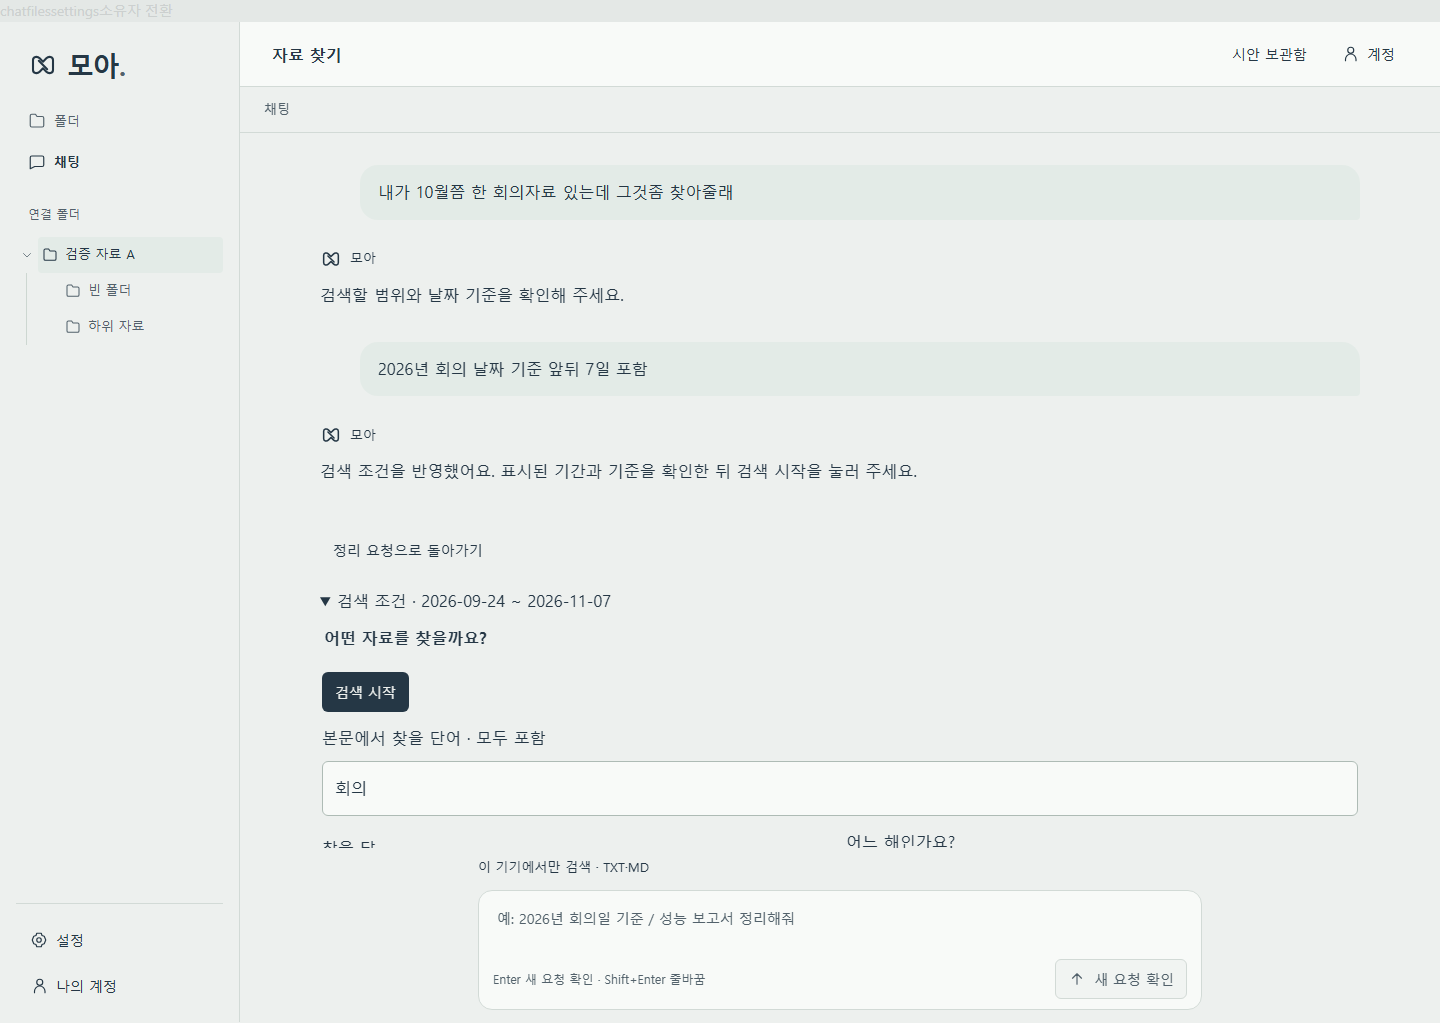 chatfilessettings소유자 전환
모아.
자료 찾기
시안 보관함
계정
폴더
채팅
채팅
연결 폴더
검증 자료 A
빈 폴더
하위 자료
내가 10월쯤 한 회의자료 있는데 그것좀 찾아줄래
모아
검색할 범위와 날짜 기준을 확인해 주세요.
2026년 회의 날짜 기준 앞뒤 7일 포함
모아
검색 조건을 반영했어요. 표시된 기간과 기준을 확인한 뒤 검색 시작을 눌러 주세요.
정리 요청으로 돌아가기
▼ 검색 조건 · 2026-09-24 ~ 2026-11-07
어떤 자료를 찾을까요?
검색 시작
본문에서 찾을 단어 · 모두 포함
회의
찾을 달
어느 해인가요?
이 기기에서만 검색 · TXT·MD
예: 2026년 회의일 기준 / 성능 보고서 정리해줘
Enter 새 요청 확인 · Shift+Enter 줄바꿈
새 요청 확인
설정
나의 계정